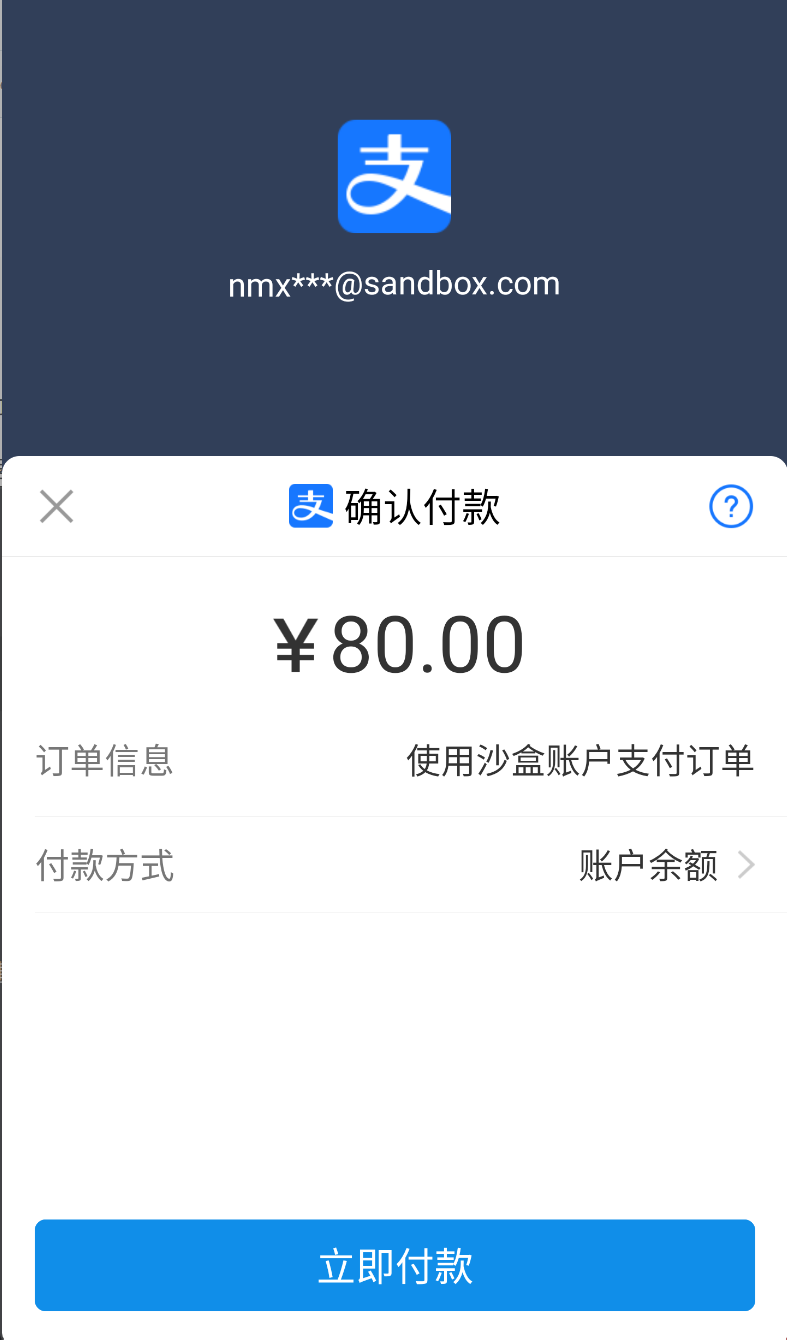 支
nmx***@sandbox.com
支 确认付款 ?
¥80.00
订单信息 使用沙盒账户支付订单
付款方式 账户余额
立即付款